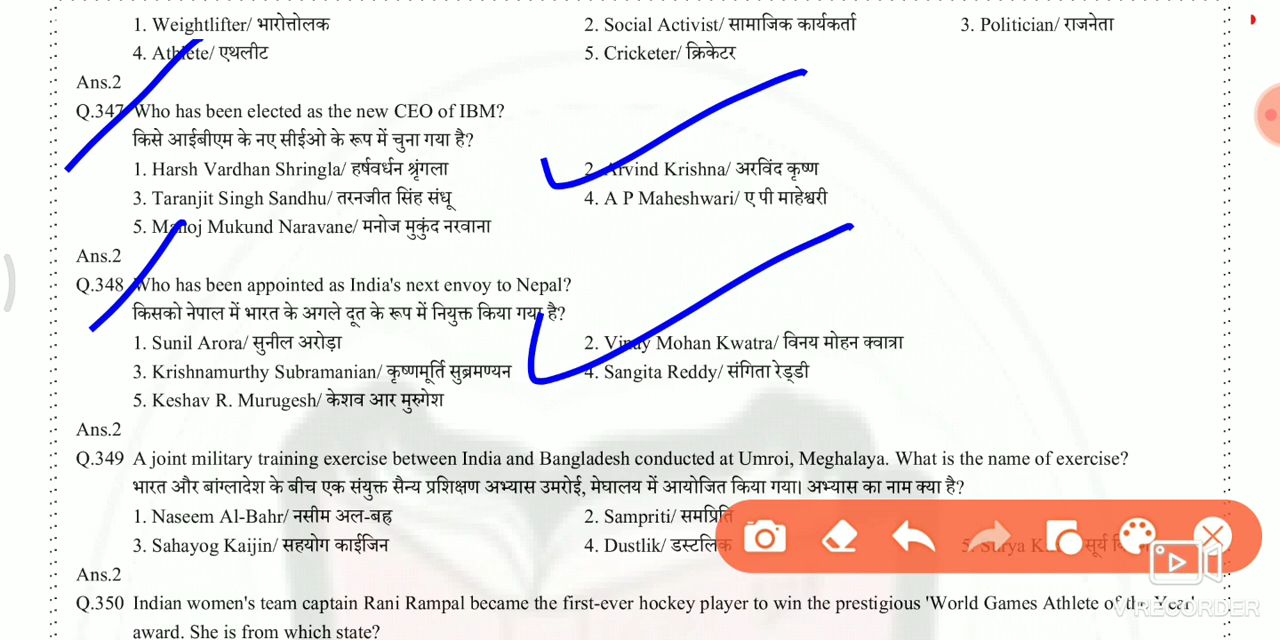 1. Weightlifter/ भारोत्तोलक 2. Social Activist/ सामाजिक कार्यकर्ता 3. Politician/ राजनेता
4. Athlete/ एथलीट 5. Cricketer/ क्रिकेटर
Ans.2
Q.347 Who has been elected as the new CEO of IBM?
किसे आईबीएम के नए सीईओ के रूप में चुना गया है?
1. Harsh Vardhan Shringla/ हर्षवर्धन श्रृंगला 2. Arvind Krishna/ अरविंद कृष्ण
3. Taranjit Singh Sandhu/ तरनजीत सिंह संधू 4. A P Maheshwari/ ए पी माहेश्वरी
5. Manoj Mukund Naravane/ मनोज मुकुंद नरवाना
Ans.2
Q.348 Who has been appointed as India's next envoy to Nepal?
किसको नेपाल में भारत के अगले दूत के रूप में नियुक्त किया गया है?
1. Sunil Arora/ सुनील अरोड़ा 2. Vinay Mohan Kwatra/ विनय मोहन क्वात्रा
3. Krishnamurthy Subramanian/ कृष्णमूर्ति सुब्रमण्यन 4. Sangita Reddy/ संगिता रेड्डी
5. Keshav R. Murugesh/ केशव आर मुरुगेश
Ans.2
Q.349 A joint military training exercise between India and Bangladesh conducted at Umroi, Meghalaya. What is the name of exercise?
भारत और बांग्लादेश के बीच एक संयुक्त सैन्य प्रशिक्षण अभ्यास उमरोई, मेघालय में आयोजित किया गया। अभ्यास का नाम क्या है?
1. Naseem Al-Bahr/ नसीम अल-बह्र 2. Sampriti/ समप्रिति
3. Sahayog Kaijin/ सहयोग काईजिन 4. Dustlik/ डस्टलिक 5. Surya सूर्य
Ans.2
Q.350 Indian women's team captain Rani Rampal became the first-ever hockey player to win the prestigious 'World Games Athlete of the Year'
award. She is from which state?
V RECORDER